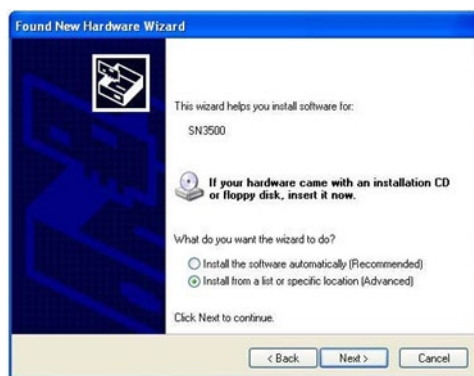 Found New Hardware Wizard
This wizard helps you install software for:
SN3500
If your hardware came with an installation CD
or floppy disk, insert it now.
What do you want the wizard to do?
Install the software automatically (Recommended)
Install from a list or specific location (Advanced)
Click Next to continue.
< Back Next > Cancel